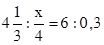 4 1/3 : x/4 = 6 : 0,3